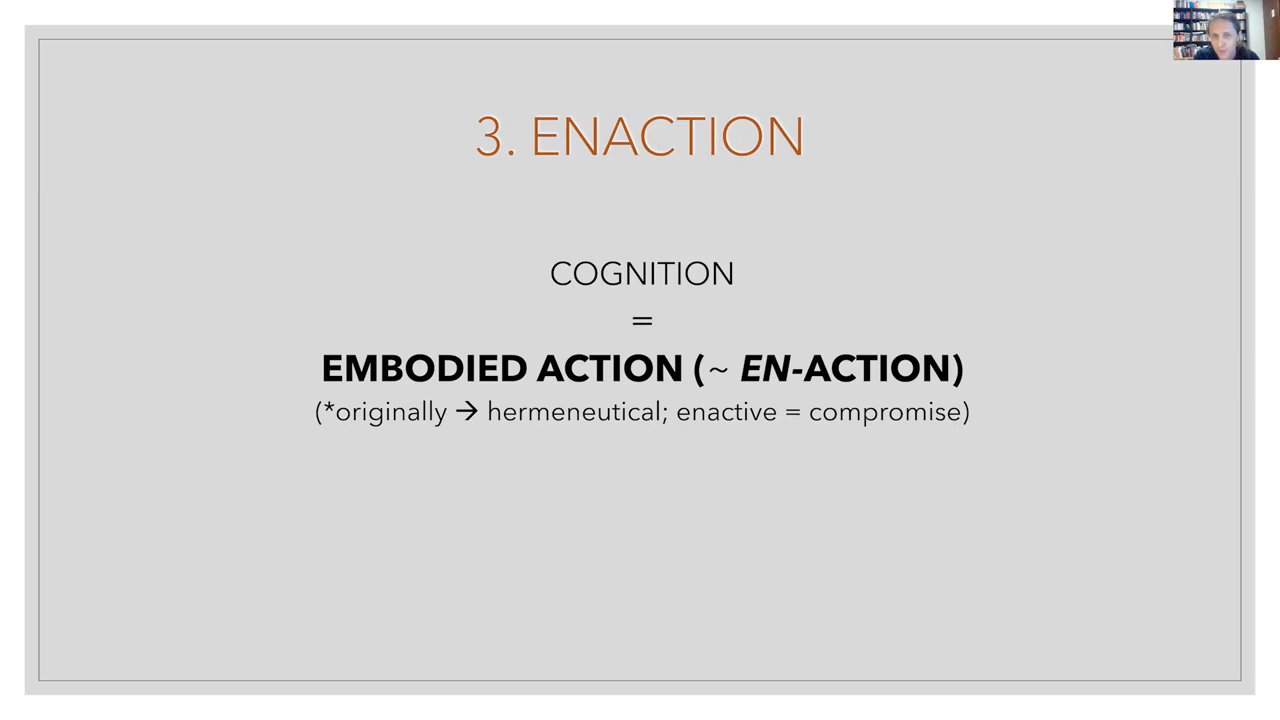 3. ENACTION
COGNITION
=
EMBODIED ACTION (~ EN-ACTION)
(*originally → hermeneutical; enactive = compromise)